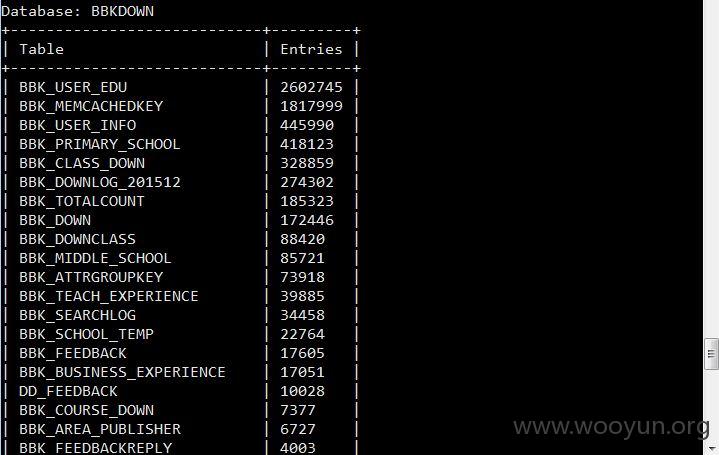 Database: BBKDOWN
+---------------------------+---------+
| Table | Entries |
+---------------------------+---------+
| BBK_USER_EDU | 2602745 |
| BBK_MEMCACHEDKEY | 1817999 |
| BBK_USER_INFO | 445990 |
| BBK_PRIMARY_SCHOOL | 418123 |
| BBK_CLASS_DOWN | 328859 |
| BBK_DOWNLOG_201512 | 274302 |
| BBK_TOTALCOUNT | 185323 |
| BBK_DOWN | 172446 |
| BBK_DOWNCLASS | 88420 |
| BBK_MIDDLE_SCHOOL | 85721 |
| BBK_ATTRGROUPKEY | 73918 |
| BBK_TEACH_EXPERIENCE | 39885 |
| BBK_SEARCHLOG | 34458 |
| BBK_SCHOOL_TEMP | 22764 |
| BBK_FEEDBACK | 17605 |
| BBK_BUSINESS_EXPERIENCE | 17051 |
| DD_FEEDBACK | 10028 |
| BBK_COURSE_DOWN | 7377 |
| BBK_AREA_PUBLISHER | 6727 |
| BBK_FEEDBACKREPLY | 4003 |
www.wooyun.org